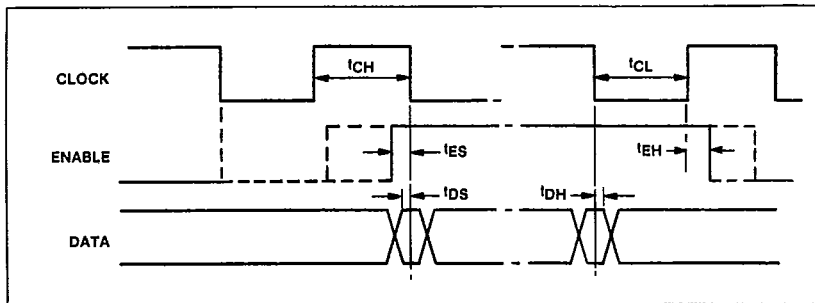 CLOCK
tCH
tCL
ENABLE
tES
tEH
tDS
tDH
DATA